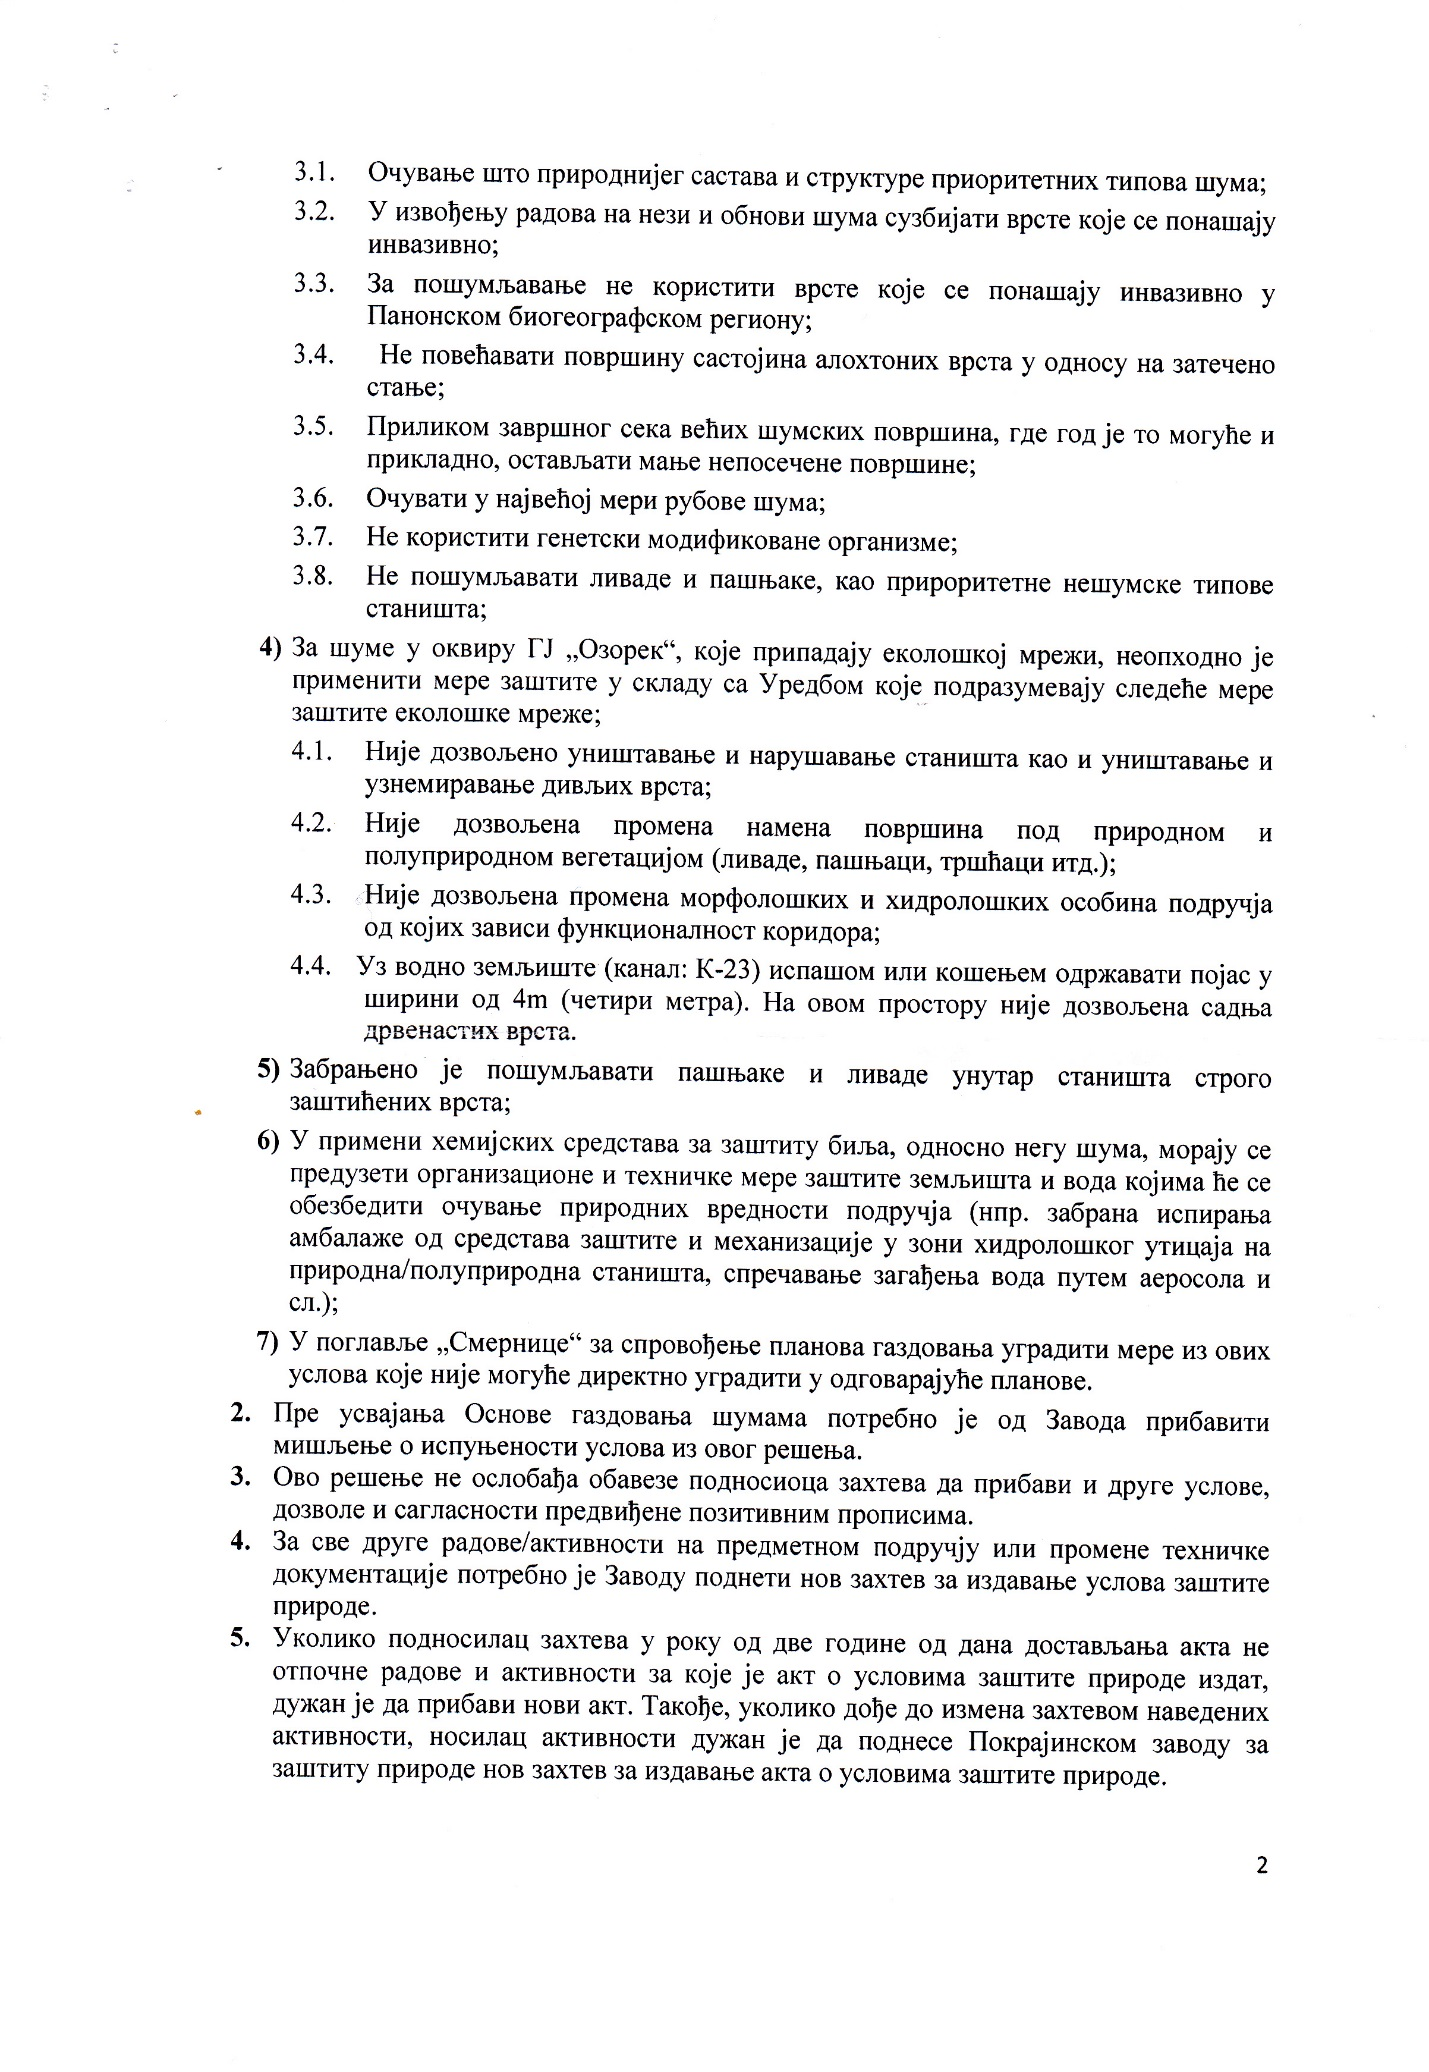 3.1. Очување што природнијег састава и структуре приоритетних типова шума;
3.2. У извођењу радова на нези и обнови шума сузбијати врсте које се понашају
инвазивно;
3.3. За пошумљавање не користити врсте које се понашају инвазивно у
Панонском биогеографском региону;
3.4. Не повећавати површину састојина алохтоних врста у односу на затечено
стање;
3.5. Приликом завршног сека већих шумских површина, где год је то могуће и
прикладно, остављати мање непосечене површине;
3.6. Очувати у највећој мери рубове шума;
3.7. Не користити генетски модификоване организме;
3.8. Не пошумљавати ливаде и пашњаке, као прироритетне нешумске типове
станишта;
4) За шуме у оквиру ГЈ „Озорек“, које припадају еколошкој мрежи, неопходно је
применити мере заштите у складу са Уредбом које подразумевају следеће мере
заштите еколошке мреже;
4.1. Није дозвољено уништавање и нарушавање станишта као и уништавање и
узнемиравање дивљих врста;
4.2. Није дозвољена промена намена површина под природном и
полуприродном вегетацијом (ливаде, пашњаци, тршћаци итд.);
4.3. Није дозвољена промена морфолошких и хидролошких особина подручја
од којих зависи функционалност коридора;
4.4. Уз водно земљиште (канал: К-23) испашом или кошењем одржавати појас у
ширини од 4m (четири метра). На овом простору није дозвољена садња
дрвенастих врста.
5) Забрањено је пошумљавати пашњаке и ливаде унутар станишта строго
заштићених врста;
6) У примени хемијских средстава за заштиту биља, односно негу шума, морају се
предузети организационе и техничке мере заштите земљишта и вода којима ће се
обезбедити очување природних вредности подручја (нпр. забрана испирања
амбалаже од средстава заштите и механизације у зони хидролошког утицаја на
природна/полуприродна станишта, спречавање загађења вода путем аеросола и
сл.);
7) У поглавље „Смернице“ за спровођење планова газдовања уградити мере из ових
услова које није могуће директно уградити у одговарајуће планове.
2. Пре усвајања Основе газдовања шумама потребно је од Завода прибавити
мишљење о испуњености услова из овог решења.
3. Ово решење не ослобађа обавезе подносиоца захтева да прибави и друге услове,
дозволе и сагласности предвиђене позитивним прописима.
4. За све друге радове/активности на предметном подручју или промене техничке
документације потребно је Заводу поднети нов захтев за издавање услова заштите
природе.
5. Уколико подносилац захтева у року од две године од дана достављања акта не
отпочне радове и активности за које је акт о условима заштите природе издат,
дужан је да прибави нови акт. Такође, уколико дође до измена захтевом наведених
активности, носилац активности дужан је да поднесе Покрајинском заводу за
заштиту природе нов захтев за издавање акта о условима заштите природе.
2